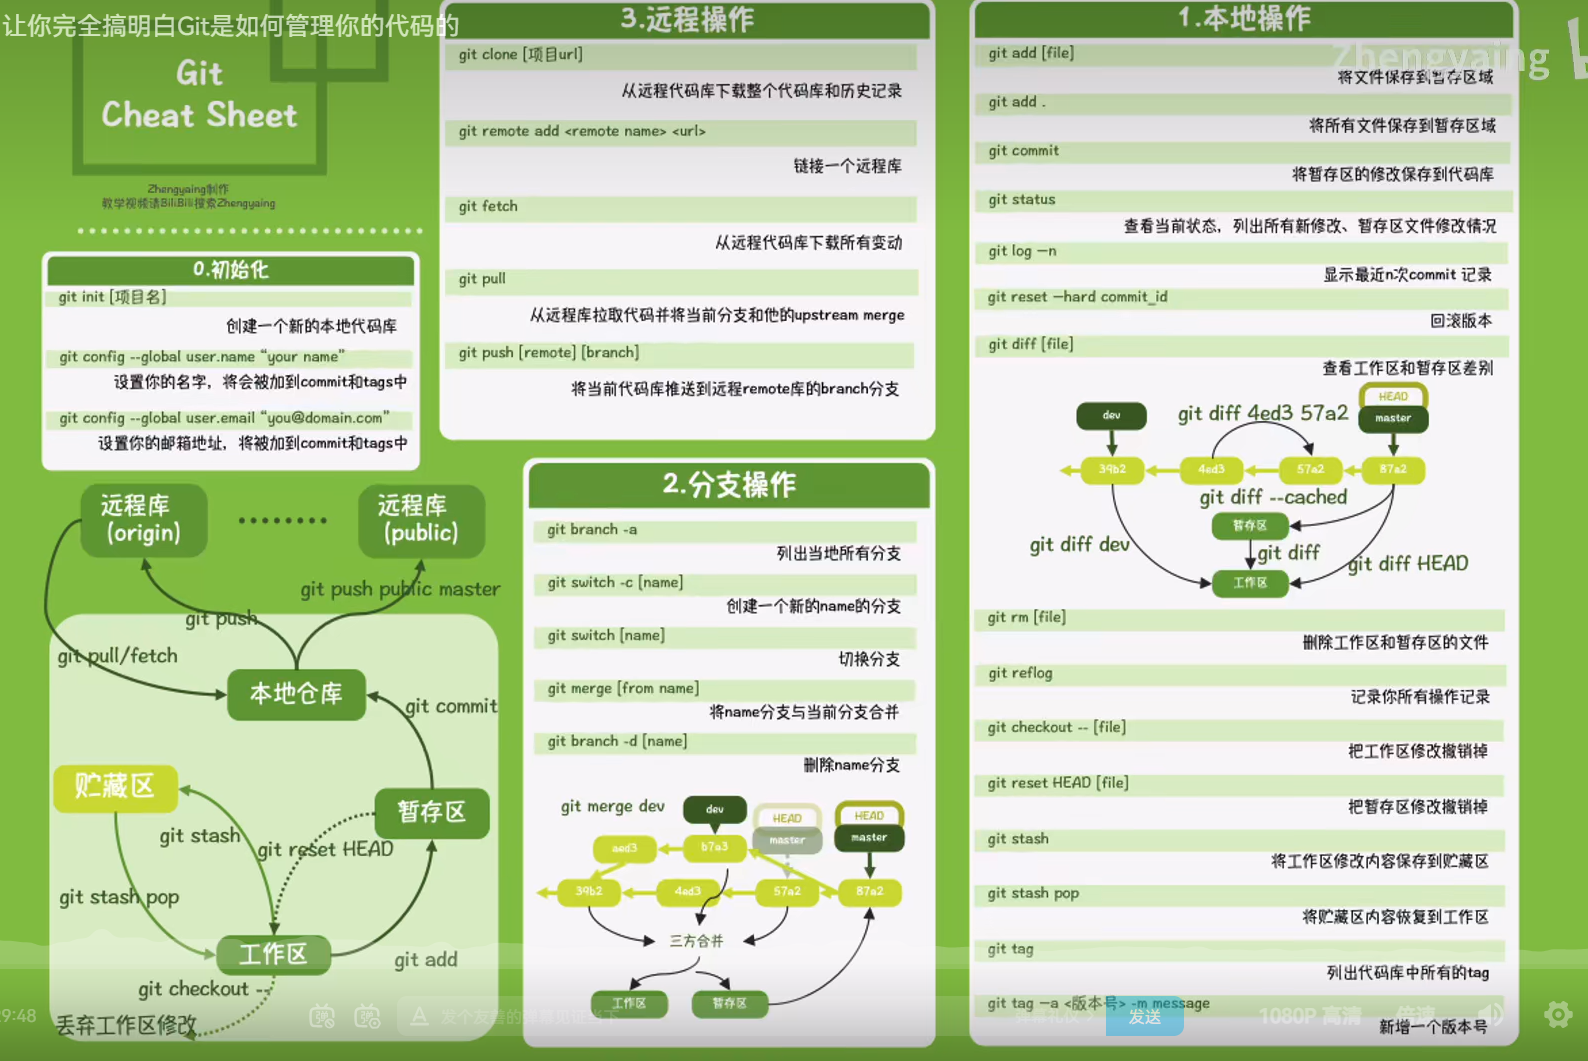 让你完全搞明白Git是如何管理你的代码的
Git
Cheat Sheet
Zhengyaing制作
教学视频请BiliBili搜索Zhengyaing
0.初始化
git init [项目名]
创建一个新的本地代码库
git config --global user.name “your name”
设置你的名字，将会被加到commit和tags中
git config --global user.email “you@domain.com”
设置你的邮箱地址，将被加到commit和tags中
远程库
(origin)
远程库
(public)
git push public master
git push
git pull/fetch
本地仓库
git commit
贮藏区
暂存区
git stash
git reset HEAD
git stash pop
工作区
git add
git checkout --
丢弃工作区修改
3.远程操作
git clone [项目url]
从远程代码库下载整个代码库和历史记录
git remote add <remote name> <url>
链接一个远程库
git fetch
从远程代码库下载所有变动
git pull
从远程库拉取代码并将当前分支和他的upstream merge
git push [remote] [branch]
将当前代码库推送到远程remote库的branch分支
2.分支操作
git branch -a
列出当地所有分支
git switch -c [name]
创建一个新的name的分支
git switch [name]
切换分支
git merge [from name]
将name分支与当前分支合并
git branch -d [name]
删除name分支
git merge dev
dev
HEAD
master
HEAD
master
aed3
b7a3
39b2
4ed3
57a2
87a2
三方合并
工作区
暂存区
1.本地操作
Zhengyaing
git add [file]
将文件保存到暂存区域
git add .
将所有文件保存到暂存区域
git commit
将暂存区的修改保存到代码库
git status
查看当前状态，列出所有新修改、暂存区文件修改情况
git log —n
显示最近n次commit 记录
git reset —hard commit_id
回滚版本
git diff [file]
查看工作区和暂存区差别
dev
git diff 4ed3 57a2
HEAD
master
39b2
4ed3
57a2
87a2
git diff --cached
暂存区
git diff dev
git diff
git diff HEAD
工作区
git rm [file]
删除工作区和暂存区的文件
git reflog
记录你所有操作记录
git checkout -- [file]
把工作区修改撤销掉
git reset HEAD [file]
把暂存区修改撤销掉
git stash
将工作区修改内容保存到贮藏区
git stash pop
将贮藏区内容恢复到工作区
git tag
列出代码库中所有的tag
git tag —a <版本号> -m message
新增一个版本号
9:48
发个友善的弹幕见证当下
弹幕礼仪
发送
1080P 高清
倍速